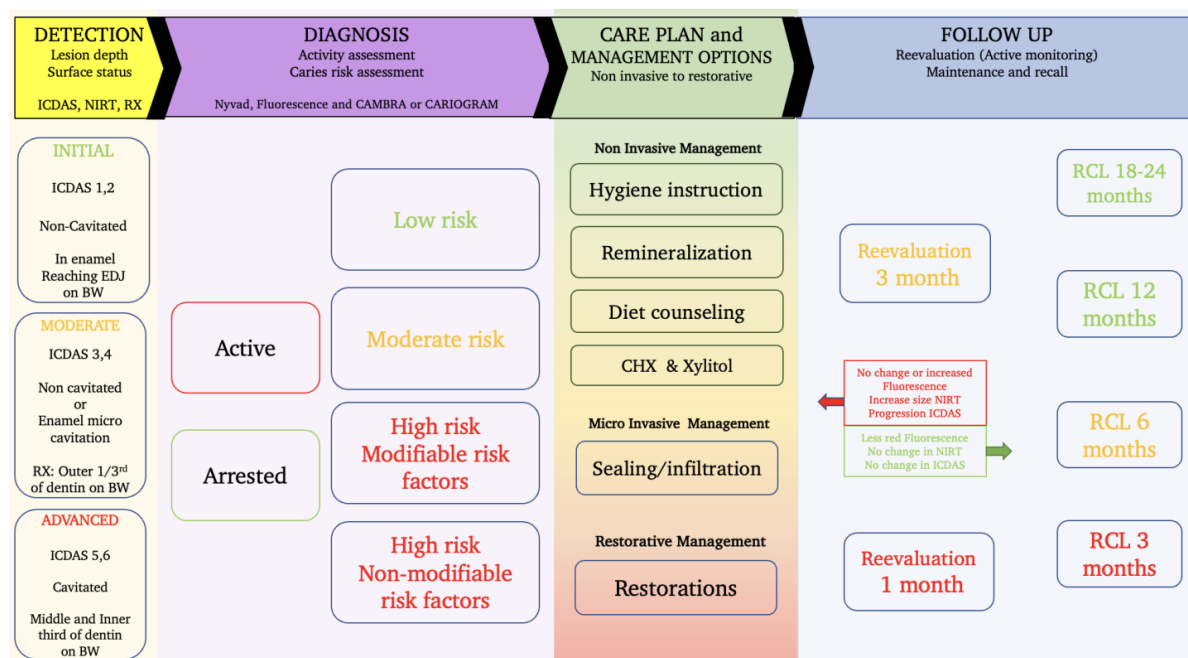 DETECTION
Lesion depth
Surface status
ICDAS, NIRT, RX
DIAGNOSIS
Activity assessment
Caries risk assessment
Nyvad, Fluorescence and CAMBRA or CARIOGRAM
CARE PLAN and
MANAGEMENT OPTIONS
Non invasive to restorative
FOLLOW UP
Reevaluation (Active monitoring)
Maintenance and recall
INITIAL
ICDAS 1,2
Non-Cavitated
In enamel
Reaching EDJ
on BW
MODERATE
ICDAS 3,4
Non cavitated
or
Enamel micro
cavitation
RX: Outer 1/3rd
of dentin on BW
ADVANCED
ICDAS 5,6
Cavitated
Middle and Inner
third of dentin
on BW
Active
Arrested
Low risk
Moderate risk
High risk
Modifiable risk
factors
High risk
Non-modifiable
risk factors
Non Invasive Management
Hygiene instruction
Remineralization
Diet counseling
CHX & Xylitol
Micro Invasive Management
Sealing/infiltration
Restorative Management
Restorations
Reevaluation
3 month
No change or increased
Fluorescence
Increase size NIRT
Progression ICDAS
Less red Fluorescence
No change in NIRT
No change in ICDAS
Reevaluation
1 month
RCL 18-24
months
RCL 12
months
RCL 6
months
RCL 3
months